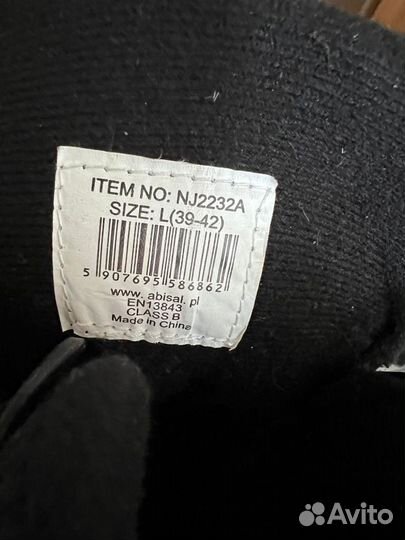 ITEM NO: NJ2232A
SIZE: L(39-42)
5 907695 586862
www. abisal. pl
EN13843
CLASS B
Made in China
Avito